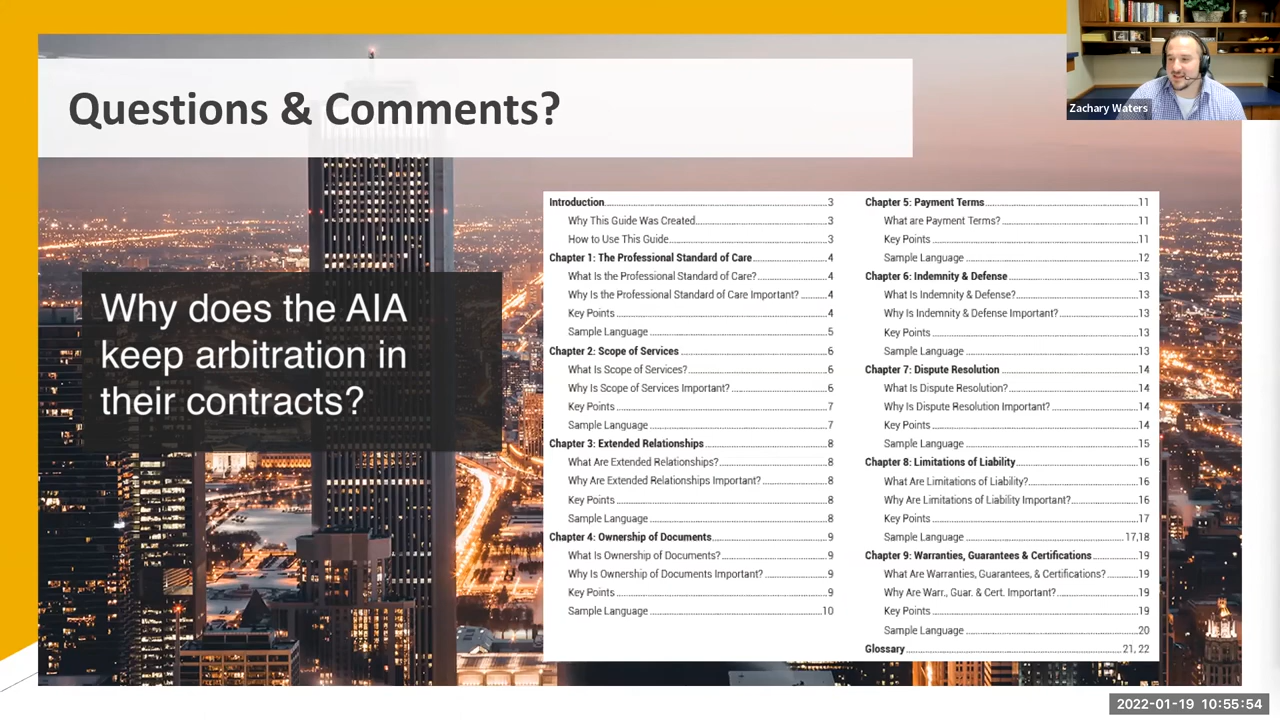 Questions & Comments?
Zachary Waters
Why does the AIA
keep arbitration in
their contracts?
Introduction 3
Why This Guide Was Created 3
How to Use This Guide 3
Chapter 1: The Professional Standard of Care 4
What Is the Professional Standard of Care? 4
Why Is the Professional Standard of Care Important? 4
Key Points 4
Sample Language 5
Chapter 2: Scope of Services 6
What Is Scope of Services? 6
Why Is Scope of Services Important? 6
Key Points 7
Sample Language 7
Chapter 3: Extended Relationships 8
What Are Extended Relationships? 8
Why Are Extended Relationships Important? 8
Key Points 8
Sample Language 8
Chapter 4: Ownership of Documents 9
What Is Ownership of Documents? 9
Why Is Ownership of Documents Important? 9
Key Points 9
Sample Language 10
Chapter 5: Payment Terms 11
What are Payment Terms? 11
Key Points 11
Sample Language 12
Chapter 6: Indemnity & Defense 13
What Is Indemnity & Defense? 13
Why Is Indemnity & Defense Important? 13
Key Points 13
Sample Language 13
Chapter 7: Dispute Resolution 14
What Is Dispute Resolution? 14
Why Is Dispute Resolution Important? 14
Key Points 14
Sample Language 15
Chapter 8: Limitations of Liability 16
What Are Limitations of Liability? 16
Why Are Limitations of Liability Important? 16
Key Points 17
Sample Language 17,18
Chapter 9: Warranties, Guarantees & Certifications 19
What Are Warranties, Guarantees, & Certifications? 19
Why Are Warr., Guar. & Cert. Important? 19
Key Points 19
Sample Language 20
Glossary 21, 22
2022-01-19 10:55:54